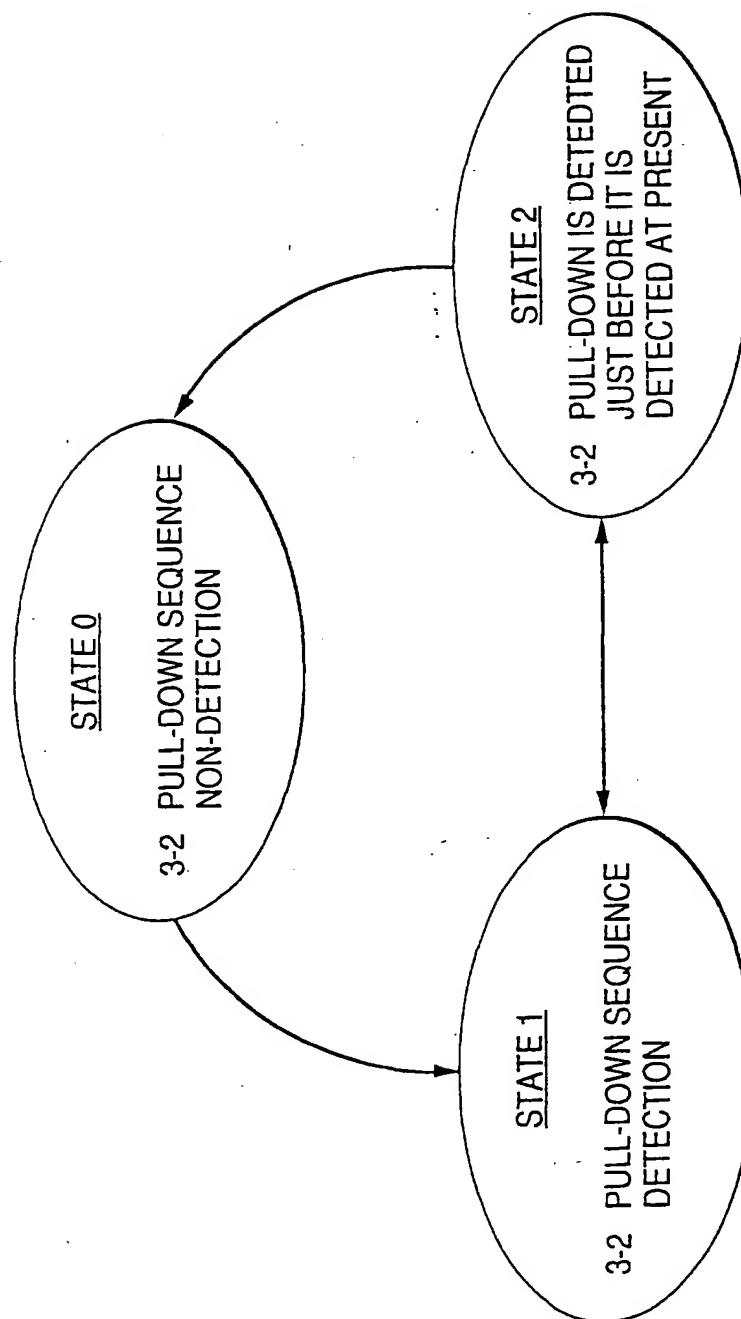 STATE 0
3-2 PULL-DOWN SEQUENCE
NON-DETECTION
STATE 1
3-2 PULL-DOWN SEQUENCE
DETECTION
STATE 2
3-2 PULL-DOWN IS DETEDTED
JUST BEFORE IT IS
DETECTED AT PRESENT